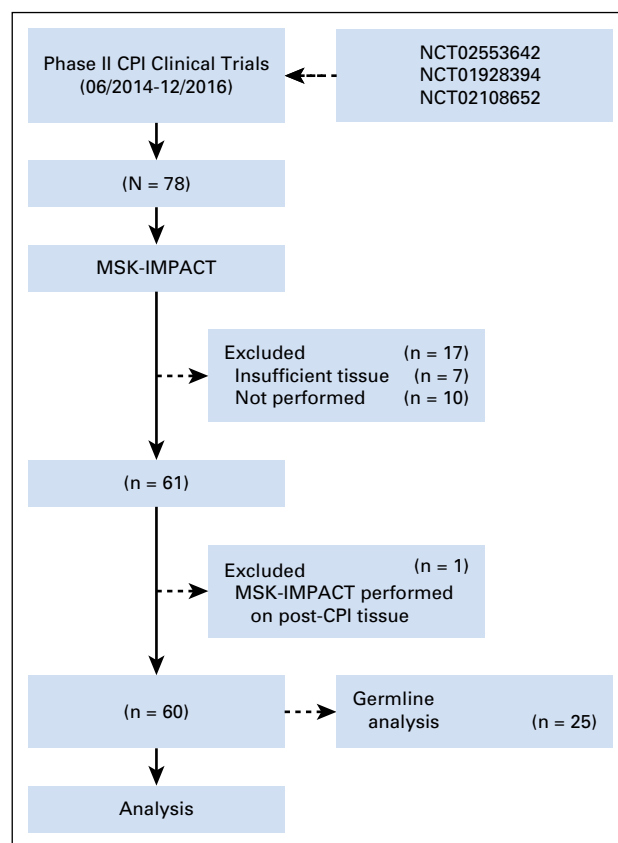 Phase II CPI Clinical Trials
(06/2014-12/2016)
NCT02553642
NCT01928394
NCT02108652
(N = 78)
MSK-IMPACT
Excluded (n = 17)
Insufficient tissue (n = 7)
Not performed (n = 10)
(n = 61)
Excluded (n = 1)
MSK-IMPACT performed
on post-CPI tissue
(n = 60)
Germline
analysis (n = 25)
Analysis